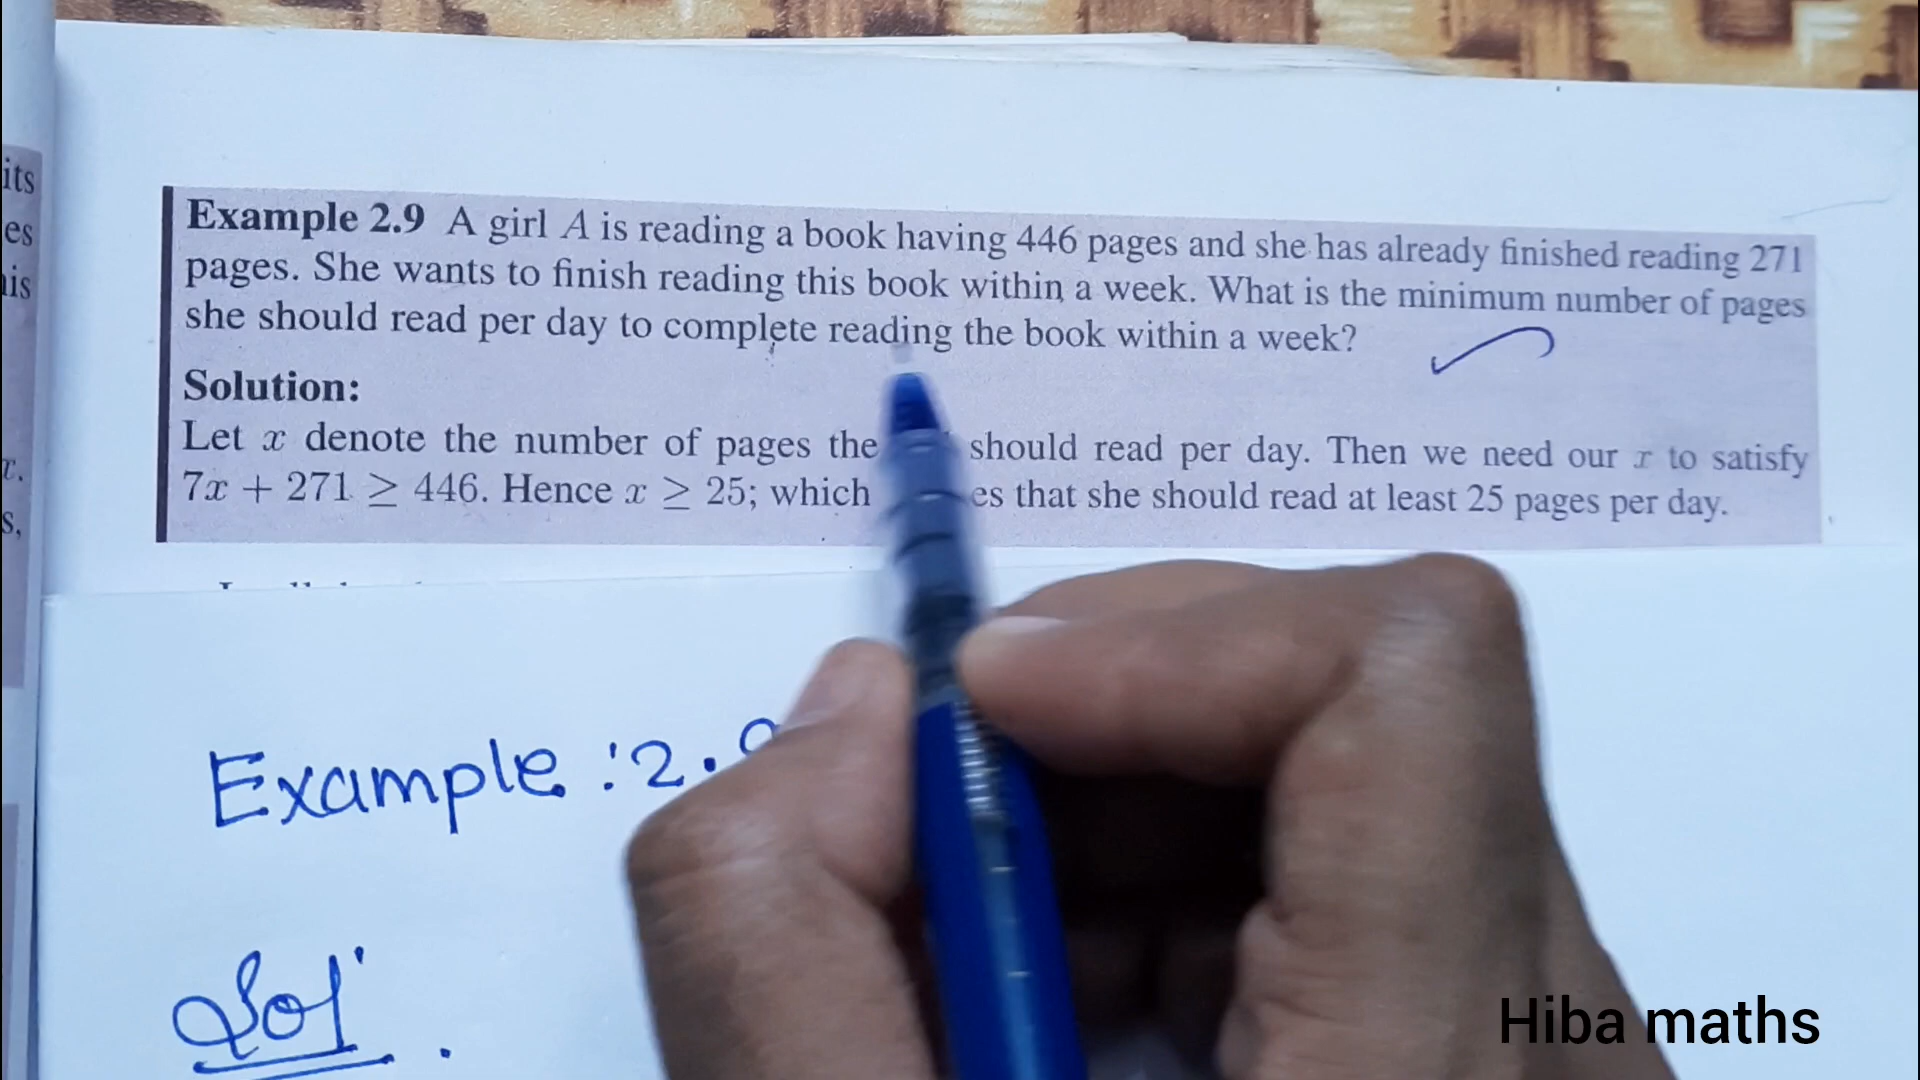 its
es
is
x.
s,
Example 2.9 A girl A is reading a book having 446 pages and she has already finished reading 271
pages. She wants to finish reading this book within a week. What is the minimum number of pages
she should read per day to complete reading the book within a week?
Solution:
Let x denote the number of pages the should read per day. Then we need our x to satisfy
7x + 271 ≥ 446. Hence x ≥ 25; which es that she should read at least 25 pages per day.
Example : 2.9
Sol
Hiba maths